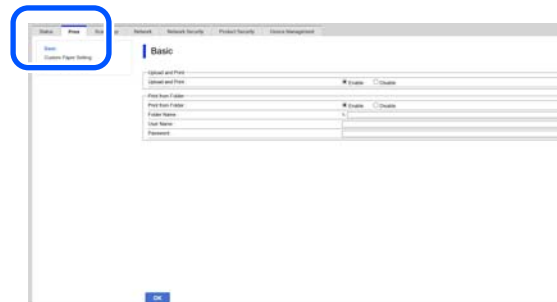 Status Print Network Network Security Product Security Device Management
Basic
Custom Paper Setting
Basic
Upload and Print
Upload and Print Enable Disable
Print from Folder
Print from Folder Enable Disable
Folder Name
User Name
Password
OK